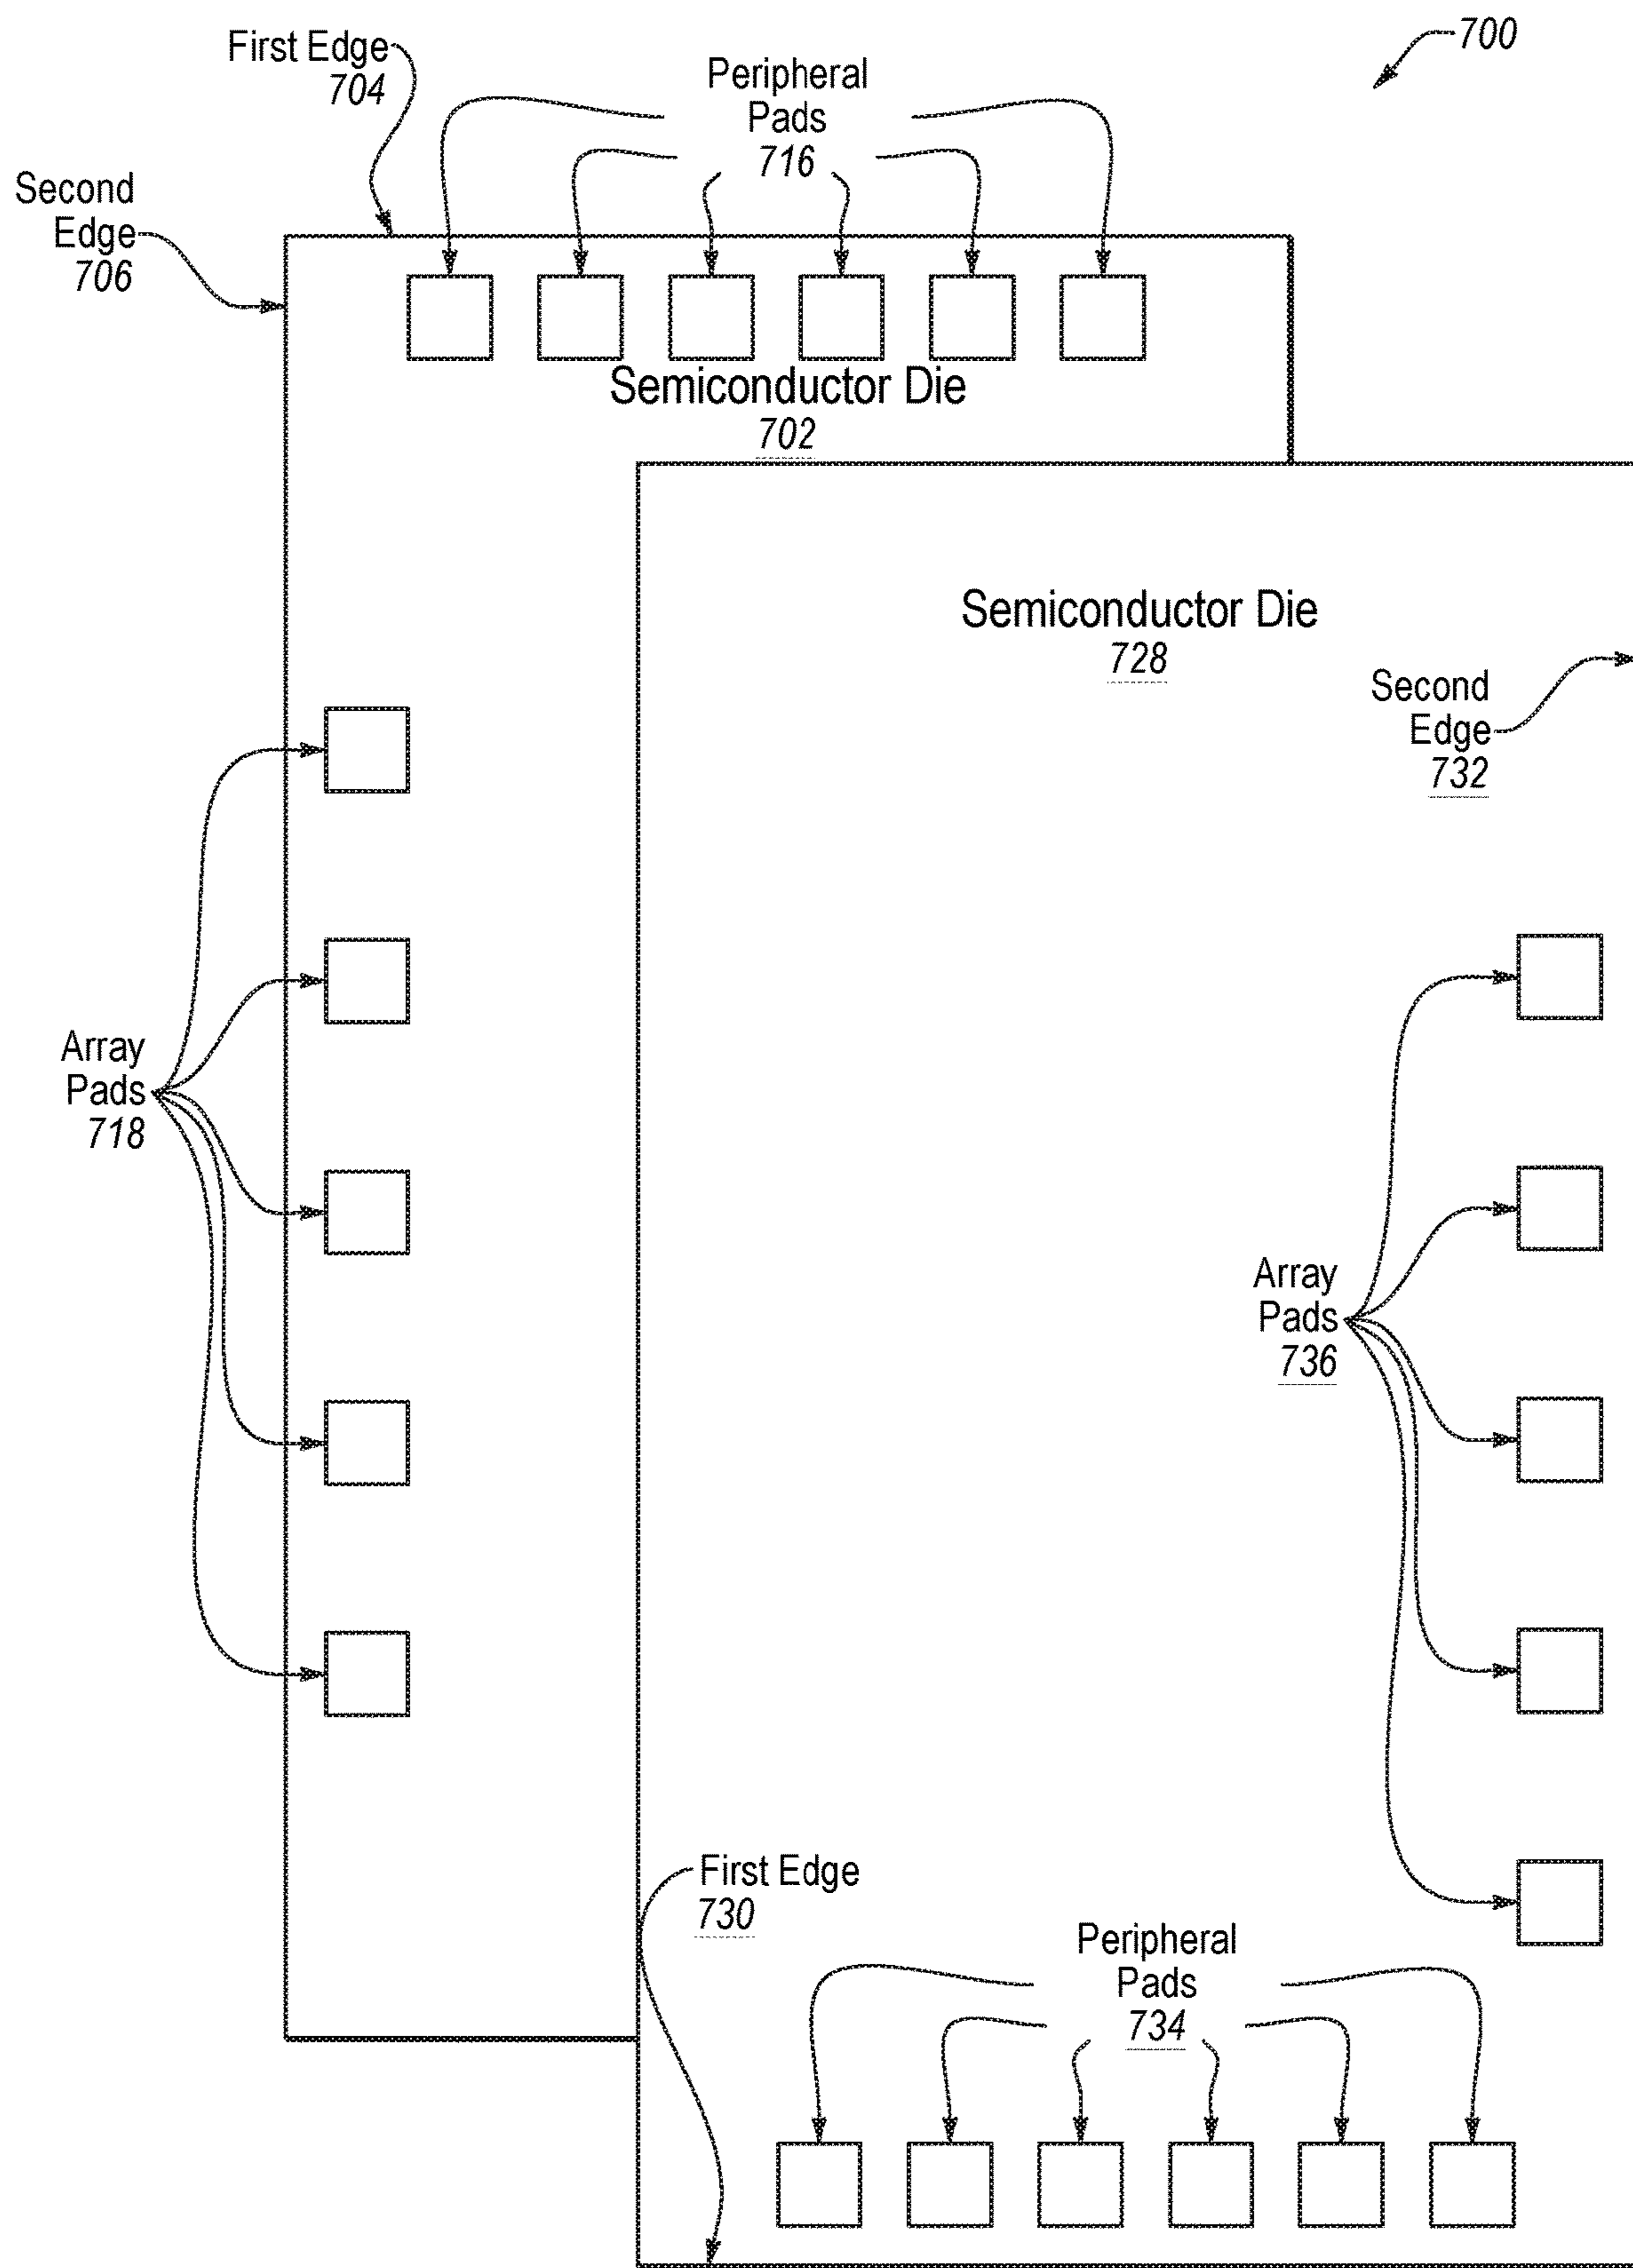 700
First Edge
704
Peripheral
Pads
716
Second
Edge
706
Semiconductor Die
702
Semiconductor Die
728
Second
Edge
732
Array
Pads
718
Array
Pads
736
First Edge
730
Peripheral
Pads
734